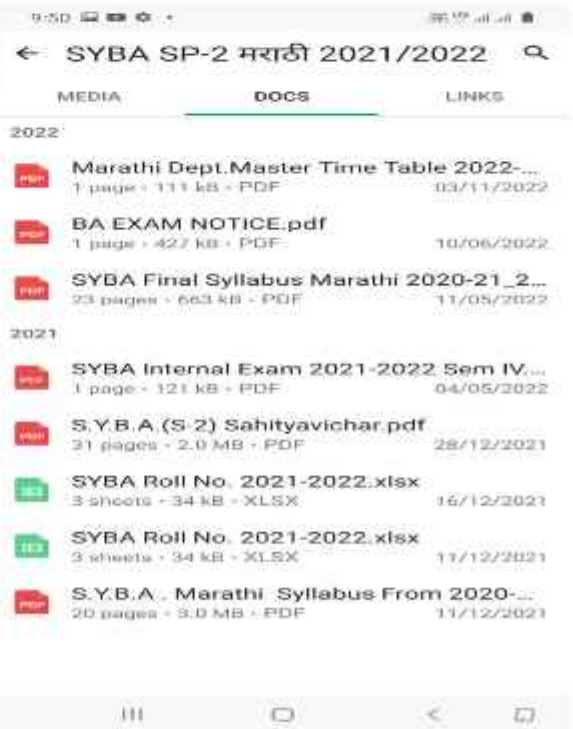 9:50
← SYBA SP-2 मराठी 2021/2022
MEDIA DOCS LINKS
2022
PDF Marathi Dept.Master Time Table 2022-...
1 page · 111 kB · PDF 03/11/2022
PDF BA EXAM NOTICE.pdf
1 page · 427 kB · PDF 10/06/2022
PDF SYBA Final Syllabus Marathi 2020-21_2...
23 pages · 663 kB · PDF 11/05/2022
2021
PDF SYBA Internal Exam 2021-2022 Sem IV....
1 page · 121 kB · PDF 04/05/2022
PDF S.Y.B.A.(S-2) Sahityavichar.pdf
31 pages · 2.0 MB · PDF 28/12/2021
SYBA Roll No. 2021-2022.xlsx
3 sheets · 34 kB · XLSX 16/12/2021
SYBA Roll No. 2021-2022.xlsx
3 sheets · 34 kB · XLSX 11/12/2021
PDF S.Y.B.A . Marathi Syllabus From 2020-...
20 pages · 3.0 MB · PDF 11/12/2021